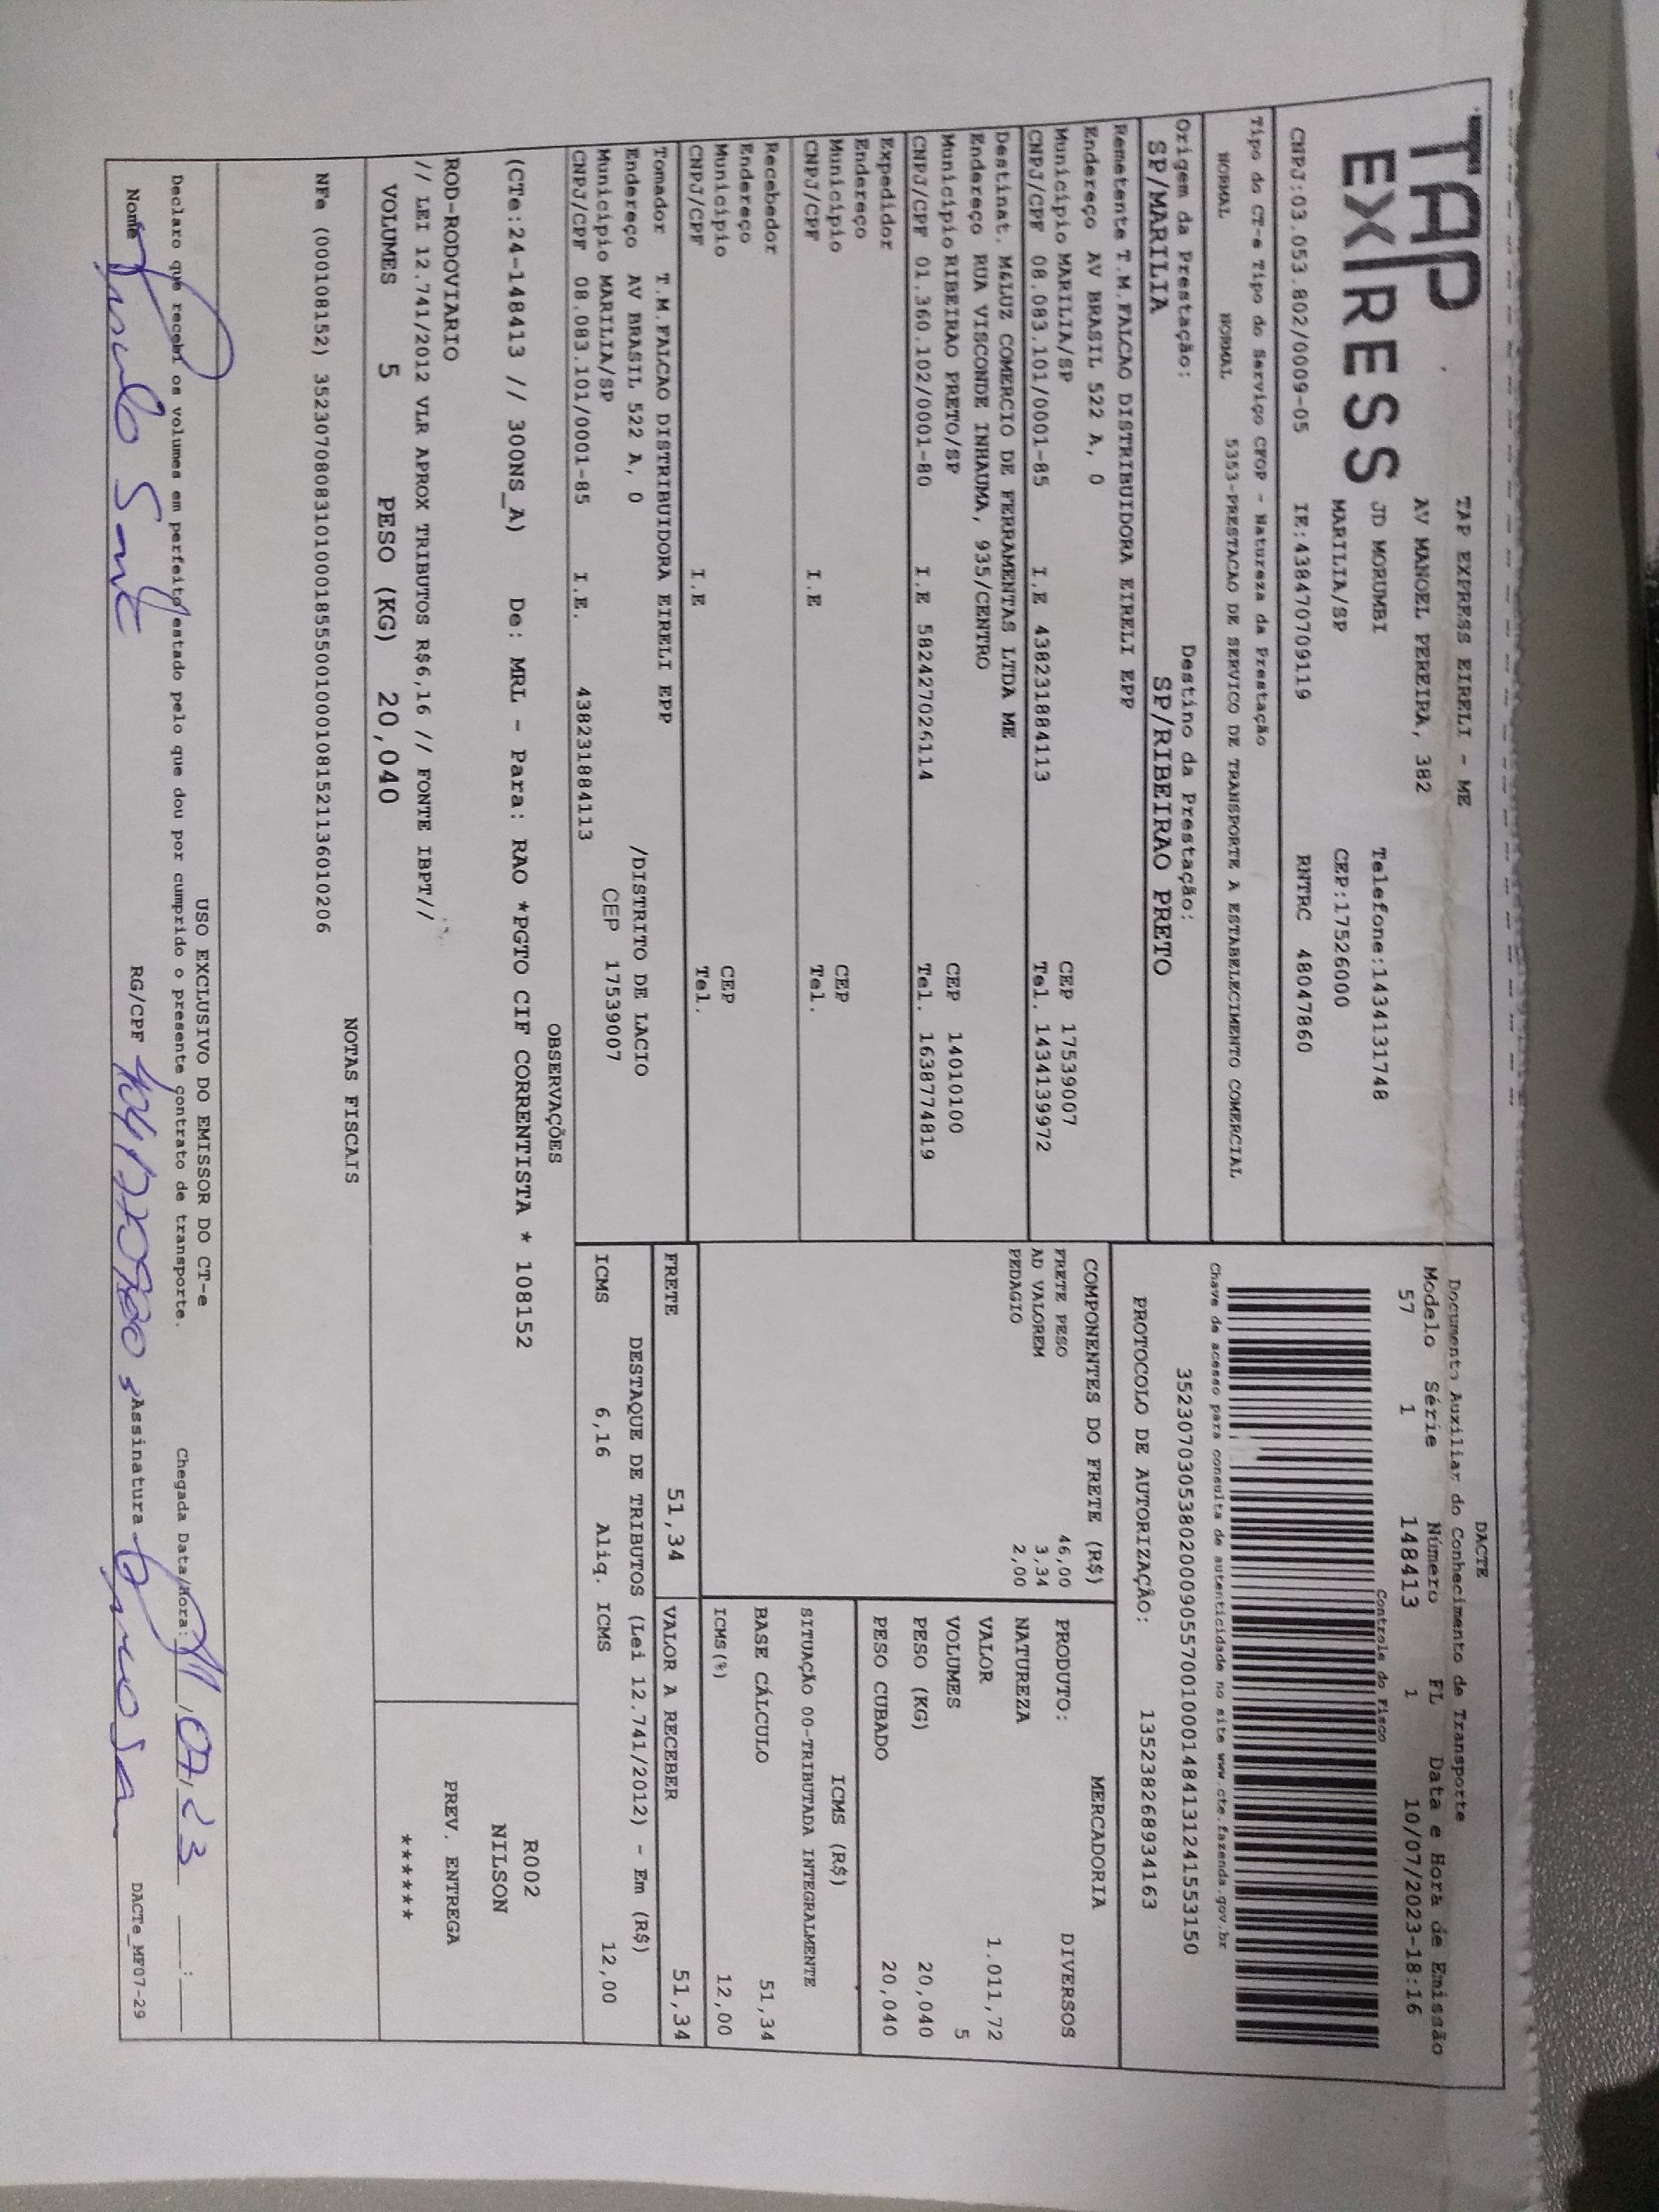 TAP
EXPRESS
TAP EXPRESS EIRELI - ME
AV MANOEL PEREIRA, 382
JD MORUMBI Telefone:1434131748
MARILIA/SP CEP:17526000
CNPJ:03.053.802/0009-05 IE:438470709119 RNTRC 48047860
Tipo do CT-e Tipo do Serviço CFOP - Natureza da Prestação
NORMAL NORMAL 5353-PRESTACAO DE SERVICO DE TRANSPORTE A ESTABELECIMENTO COMERCIAL
Origem da Prestação: Destino da Prestação:
SP/MARILIA SP/RIBEIRAO PRETO
Remetente T.M.FALCAO DISTRIBUIDORA EIRELI EPP
Endereço AV BRASIL 522 A, 0
Municipio MARILIA/SP CEP 17539007
CNPJ/CPF 08.083.101/0001-85 I.E 438231884113 Tel. 1434139972
Destinat. M&LUZ COMERCIO DE FERRAMENTAS LTDA ME
Endereço RUA VISCONDE INHAUMA, 935/CENTRO
Municipio RIBEIRAO PRETO/SP CEP 14010100
CNPJ/CPF 01.360.102/0001-80 I.E 582427026114 Tel. 1638774819
Expedidor
Endereço
Municipio CEP
CNPJ/CPF I.E Tel.
Recebedor
Endereço
Municipio CEP
CNPJ/CPF I.E Tel.
Tomador T.M.FALCAO DISTRIBUIDORA EIRELI EPP
Endereço AV BRASIL 522 A, 0 /DISTRITO DE LACIO
Municipio MARILIA/SP CEP 17539007
CNPJ/CPF 08.083.101/0001-85 I.E. 438231884113
DACTE
Documento Auxiliar do Conhecimento de Transporte
Modelo Série Número FL Data e Hora de Emissão
57 1 148413 1 10/07/2023-18:16
Controle do Fisco
Chave de acesso para consulta de autenticidade no site www.cte.fazenda.gov.br
35230703053802000905570010001484131241553150
PROTOCOLO DE AUTORIZAÇÃO: 135238268934163
COMPONENTES DO FRETE (R$)
FRETE PESO 46,00
AD VALOREM 3,34
PEDAGIO 2,00
MERCADORIA
PRODUTO: DIVERSOS
NATUREZA
VALOR 1.011,72
VOLUMES 5
PESO (KG) 20,040
PESO CUBADO 20,040
ICMS (R$)
SITUAÇÃO 00-TRIBUTADA INTEGRALMENTE
BASE CÁLCULO 51,34
ICMS(%) 12,00
FRETE 51,34 VALOR A RECEBER 51,34
DESTAQUE DE TRIBUTOS (Lei 12.741/2012) - Em (R$)
ICMS 6,16 Aliq. ICMS 12,00
OBSERVAÇÕES
(CTe:24-148413 // 300NS_A) De: MRL - Para: RAO *PGTO CIF CORRENTISTA * 108152
ROD-RODOVIARIO
// LEI 12.741/2012 VLR APROX TRIBUTOS R$6,16 // FONTE IBPT//
R002
NILSON
PREV. ENTREGA
******
VOLUMES 5 PESO (KG) 20,040
NOTAS FISCAIS
NFe (000108152) 35230708083101000185550010001081521136010206
USO EXCLUSIVO DO EMISSOR DO CT-e
Declaro que recebi os volumes em perfeito estado pelo que dou por cumprido o presente contrato de transporte. Chegada Data/Hora: 11/07/23 ___:___
Nome RG/CPF Assinatura DACTe_MF07-29